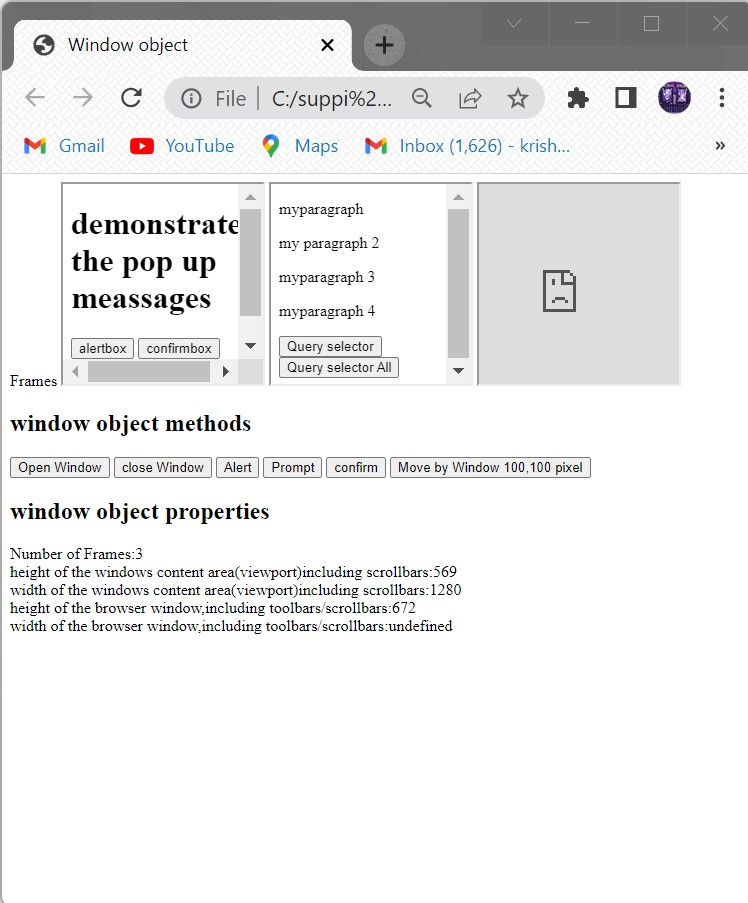 Window object
File
C:/suppi%2...
Gmail
YouTube
Maps
Inbox (1,626) - krish...
»
demonstrate
the pop up
meassages
alertbox
confirmbox
myparagraph
my paragraph 2
myparagraph 3
myparagraph 4
Query selector
Query selector All
Frames
window object methods
Open Window
close Window
Alert
Prompt
confirm
Move by Window 100,100 pixel
window object properties
Number of Frames:3
height of the windows content area(viewport)including scrollbars:569
width of the windows content area(viewport)including scrollbars:1280
height of the browser window,including toolbars/scrollbars:672
width of the browser window,including toolbars/scrollbars:undefined